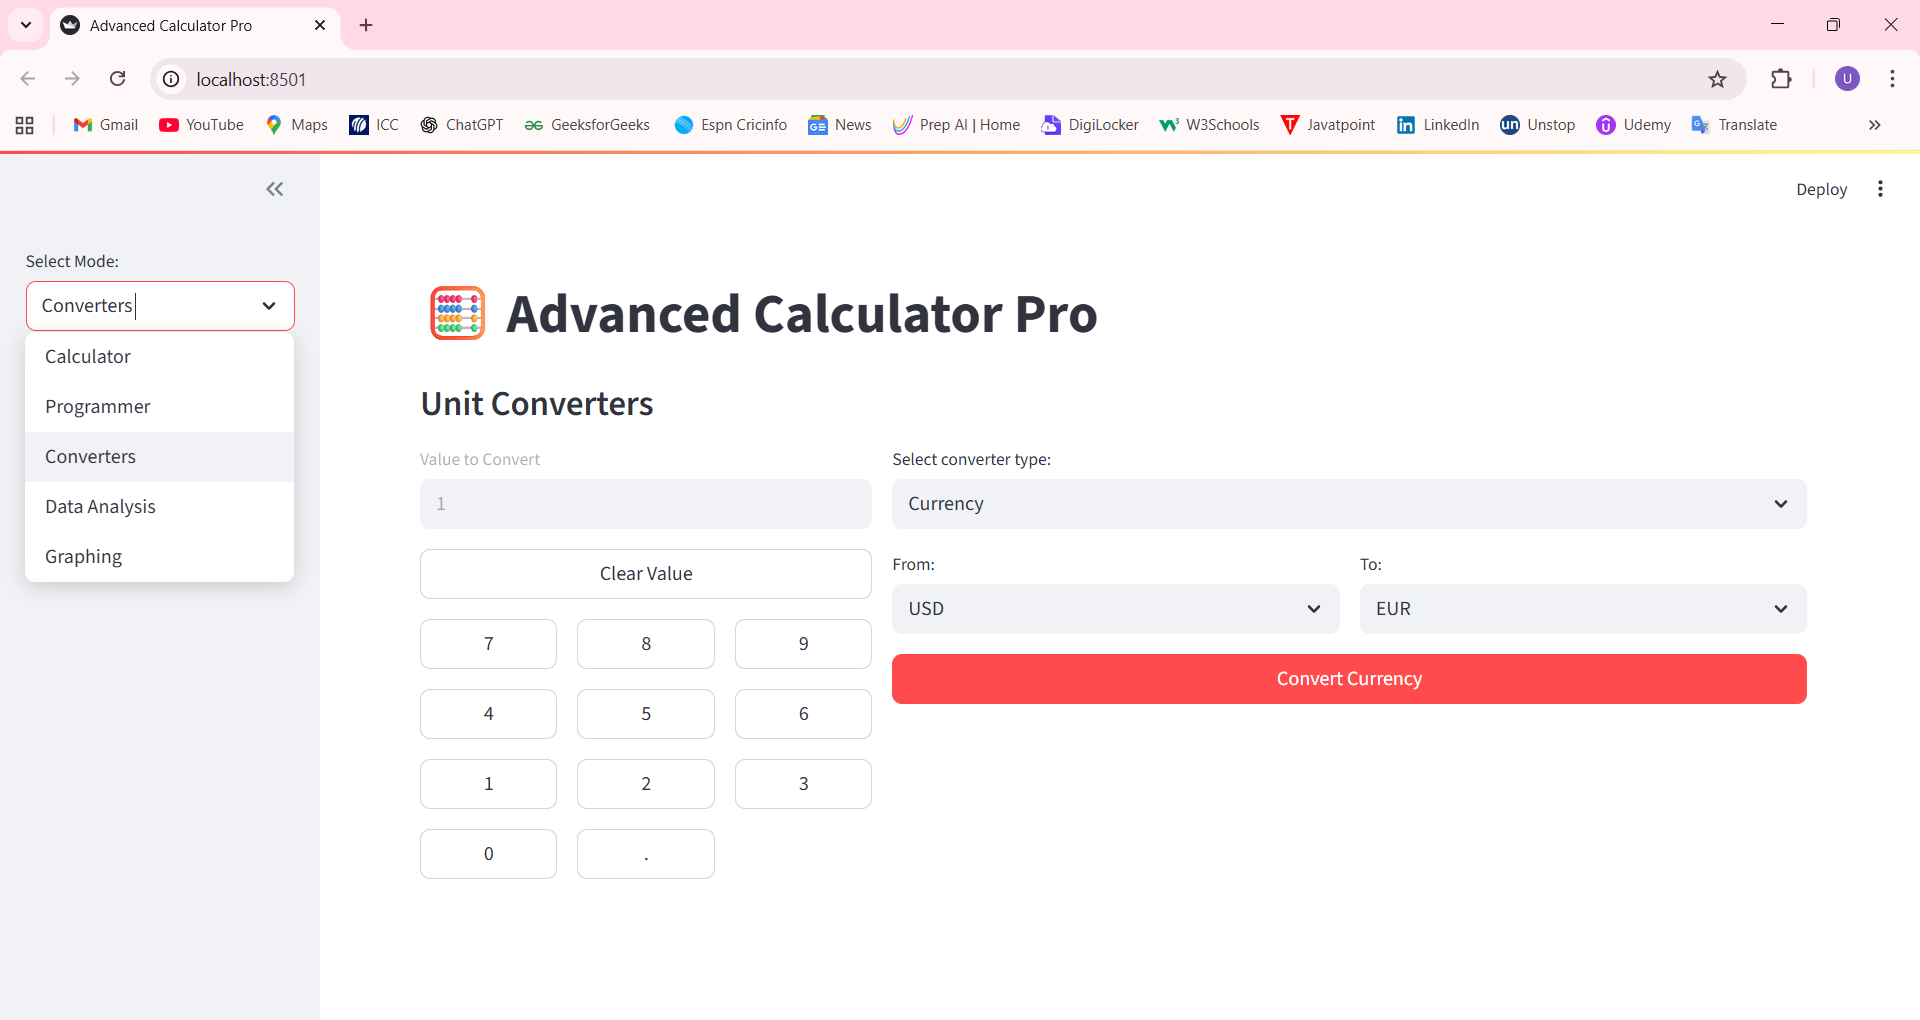 Advanced Calculator Pro
localhost:8501
U
Gmail YouTube Maps ICC ChatGPT GeeksforGeeks Espn Cricinfo News Prep AI | Home DigiLocker W3Schools Javatpoint LinkedIn Unstop Udemy Translate
Deploy
Select Mode:
Converters
Calculator
Programmer
Converters
Data Analysis
Graphing
Advanced Calculator Pro
Unit Converters
Value to Convert
1
Clear Value
7 8 9
4 5 6
1 2 3
0 .
Select converter type:
Currency
From: To:
USD EUR
Convert Currency